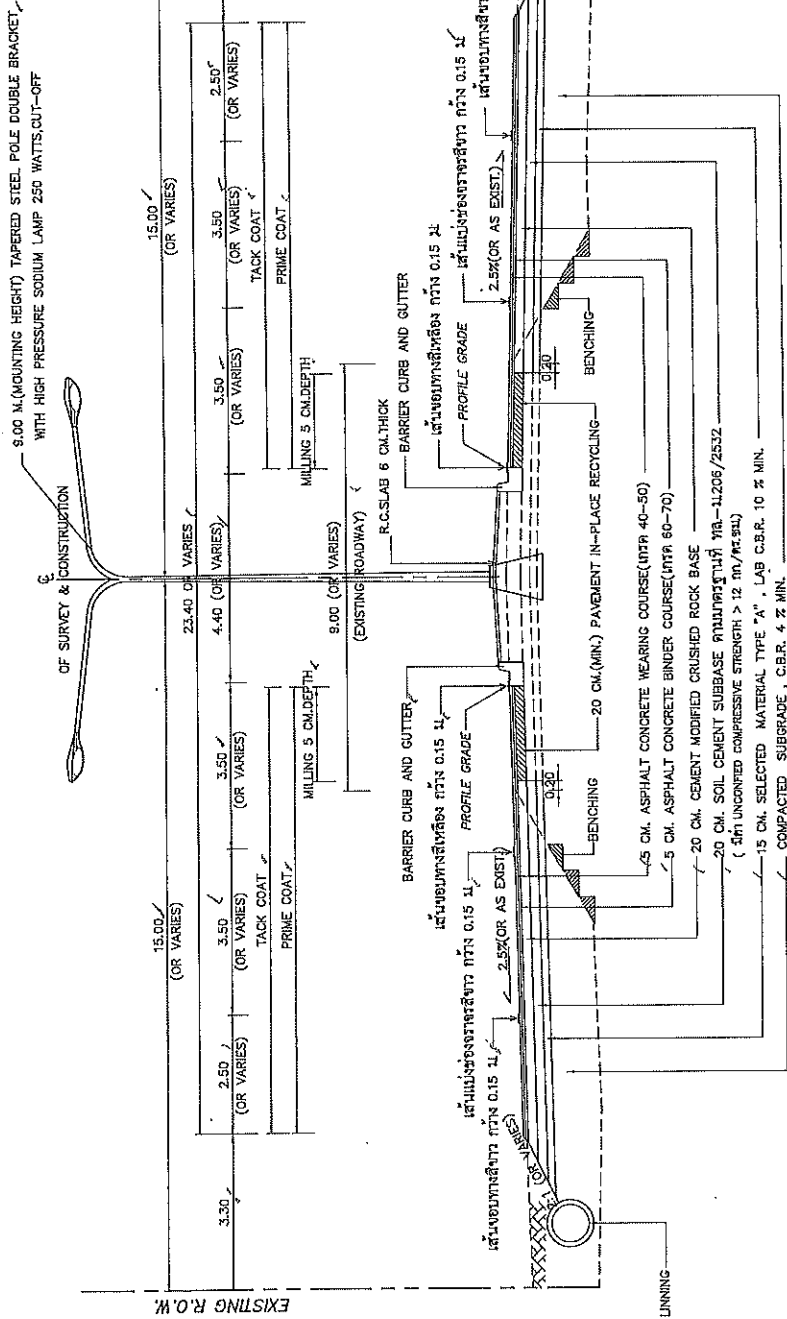 9.00 M.(MOUNTING HEIGHT) TAPERED STEEL POLE DOUBLE BRACKET
WITH HIGH PRESSURE SODIUM LAMP 250 WATTS,CUT-OFF
OF SURVEY & CONSTRUCTION
15.00
(OR VARIES)
15.00
(OR VARIES)
23.40 OR VARIES
3.30
2.50
(OR VARIES)
3.50
(OR VARIES)
3.50
(OR VARIES)
4.40 (OR VARIES)
3.50
(OR VARIES)
3.50
(OR VARIES)
2.50
(OR VARIES)
TACK COAT
PRIME COAT
TACK COAT
PRIME COAT
MILLING 5 CM.DEPTH
MILLING 5 CM.DEPTH
9.00 (OR VARIES)
(EXISTING ROADWAY)
R.C.SLAB 6 CM.THICK
BARRIER CURB AND GUTTER
BARRIER CURB AND GUTTER
เส้นขอบทางสีเหลือง กว้าง 0.15 ม
เส้นขอบทางสีเหลือง กว้าง 0.15 ม
PROFILE GRADE
PROFILE GRADE
เส้นแบ่งช่องจราจรสีขาว กว้าง 0.15 ม
เส้นแบ่งช่องจราจรสีขาว กว้าง 0.15 ม
เส้นขอบทางสีขาว กว้าง 0.15 ม
เส้นขอบทางสีขาว
2.5%(OR AS EXIST.)
2.5%(OR AS EXIST.)
(OR VARIES)
0.20
0.20
BENCHING
BENCHING
EXISTING R.O.W.
LINNING
20 CM.(MIN.) PAVEMENT IN-PLACE RECYCLING
5 CM. ASPHALT CONCRETE WEARING COURSE(เกรด 40-50)
5 CM. ASPHALT CONCRETE BINDER COURSE(เกรด 60-70)
20 CM. CEMENT MODIFIED CRUSHED ROCK BASE
20 CM. SOIL CEMENT SUBBASE ตามมาตรฐานที่ ทล.-ม206/2532
( มีค่า UNCONFIED COMPRESSIVE STRENGTH > 12 กก/ตร.ซม)
15 CM. SELECTED MATERIAL TYPE "A" , LAB C.B.R. 10 % MIN.
COMPACTED SUBGRADE , C.B.R. 4 % MIN.